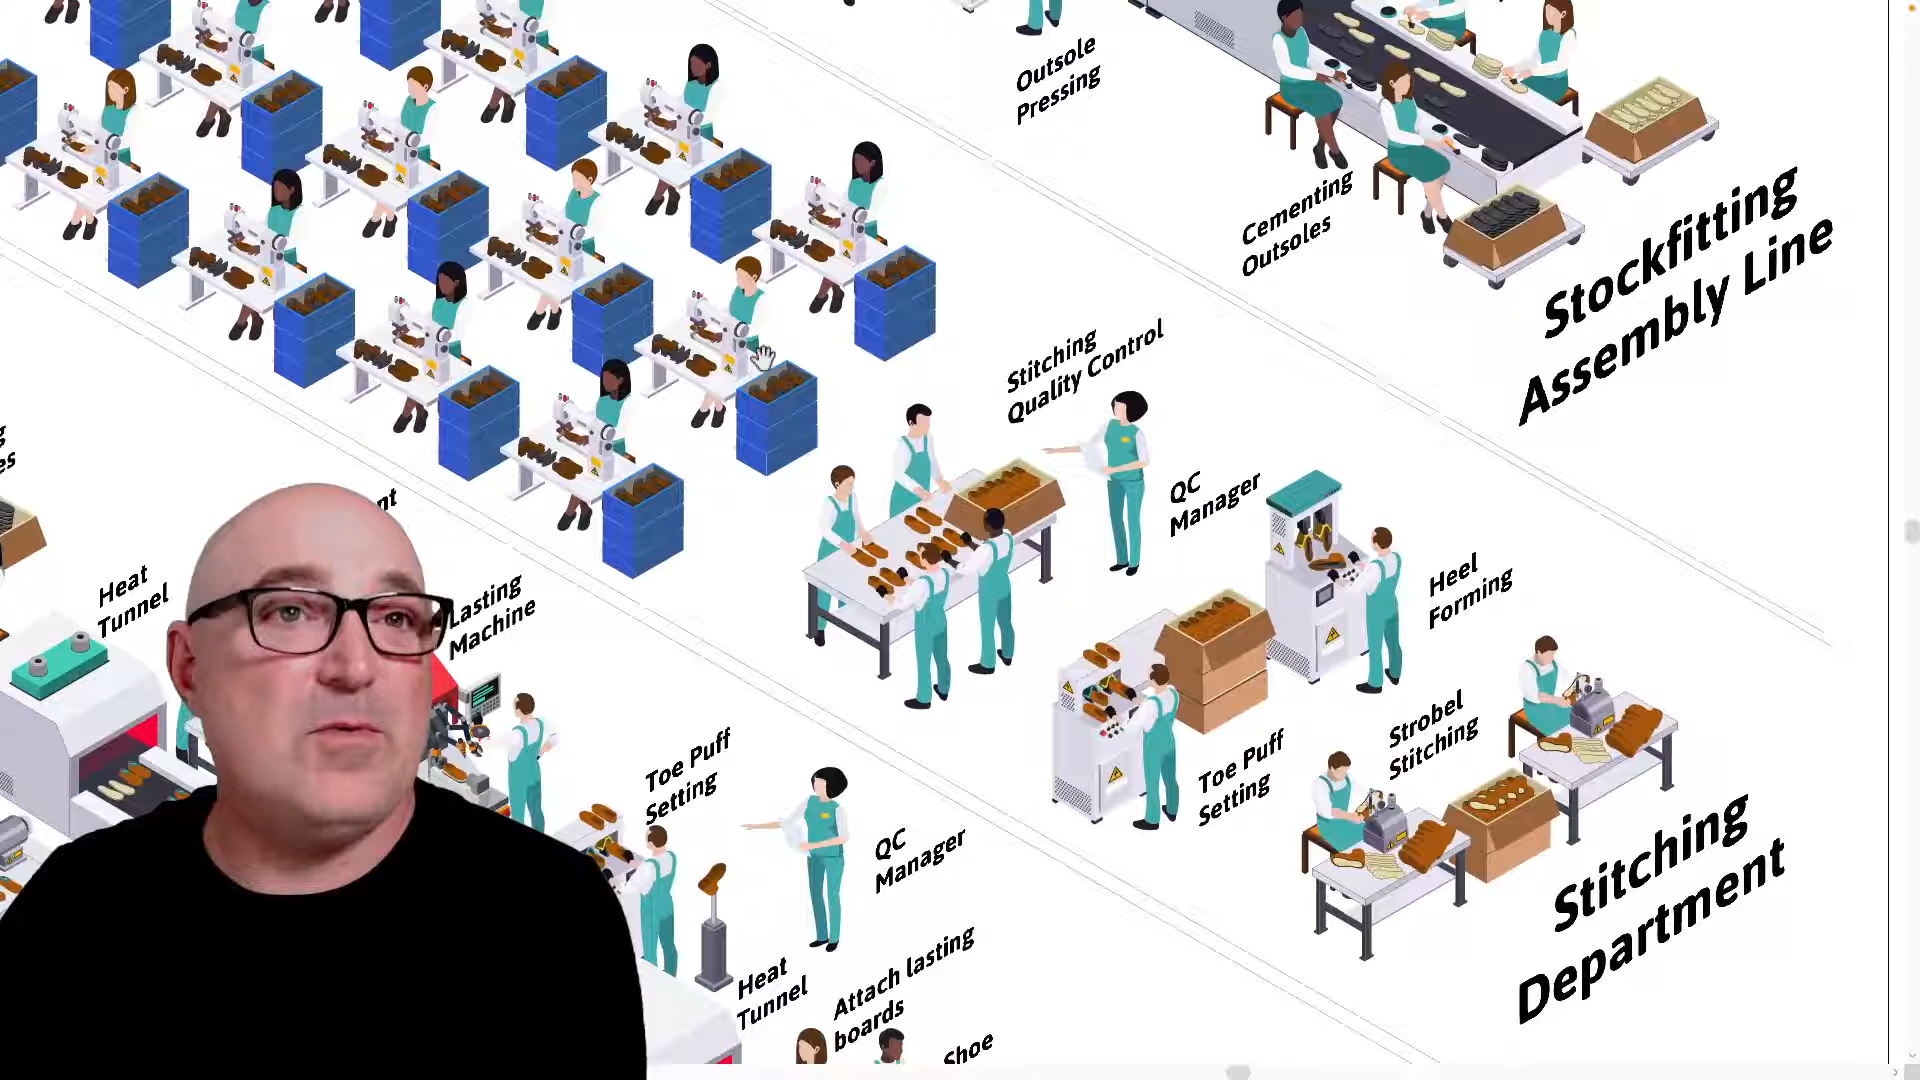 Outsole
Pressing
Cementing
Outsoles
Stockfitting
Assembly Line
Stitching
Quality Control
QC
Manager
Heel
Forming
Heat
Tunnel
Lasting
Machine
Toe Puff
Setting
Strobel
Stitching
Toe Puff
Setting
QC
Manager
Stitching
Department
Heat
Tunnel
Attach lasting
boards
Shoe